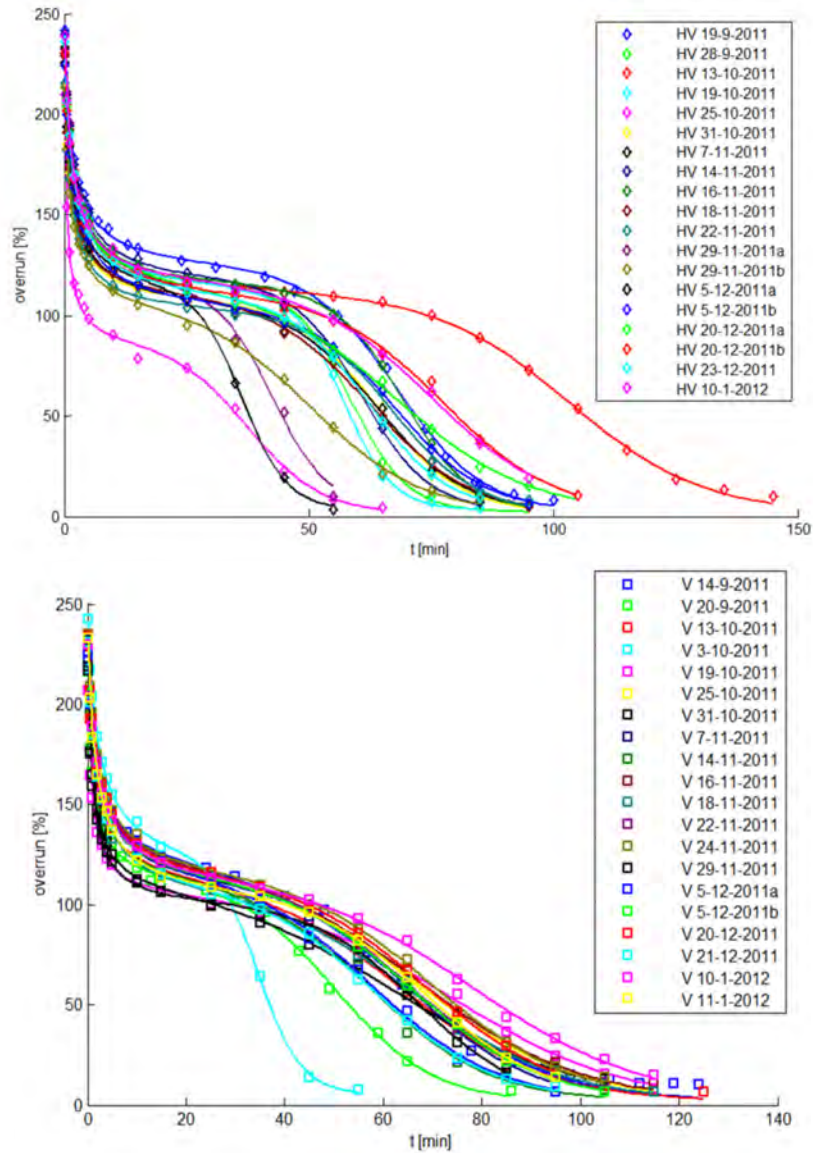 250
200
150
100
50
0
overrun [%]
0
50
100
150
t [min]
HV 19-9-2011
HV 28-9-2011
HV 13-10-2011
HV 19-10-2011
HV 25-10-2011
HV 31-10-2011
HV 7-11-2011
HV 14-11-2011
HV 16-11-2011
HV 18-11-2011
HV 22-11-2011
HV 29-11-2011a
HV 29-11-2011b
HV 5-12-2011a
HV 5-12-2011b
HV 20-12-2011a
HV 20-12-2011b
HV 23-12-2011
HV 10-1-2012
250
200
150
100
50
0
overrun [%]
0
20
40
60
80
100
120
140
t [min]
V 14-9-2011
V 20-9-2011
V 13-10-2011
V 3-10-2011
V 19-10-2011
V 25-10-2011
V 31-10-2011
V 7-11-2011
V 14-11-2011
V 16-11-2011
V 18-11-2011
V 22-11-2011
V 24-11-2011
V 29-11-2011
V 5-12-2011a
V 5-12-2011b
V 20-12-2011
V 21-12-2011
V 10-1-2012
V 11-1-2012